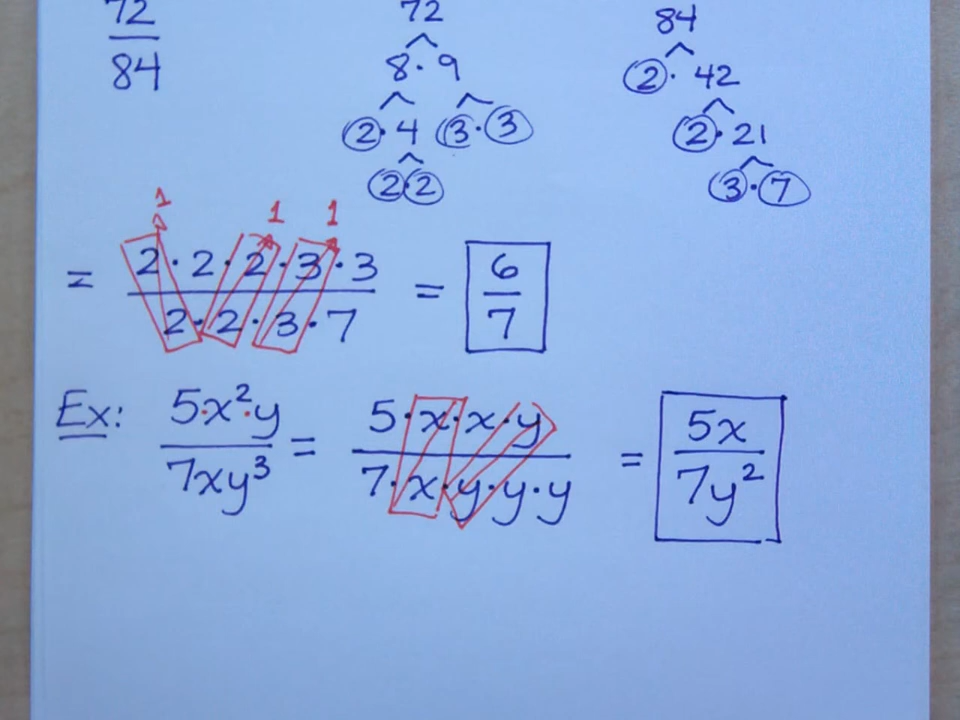 72/84 72 84
8·9 2·42
2·4 3·3 2·21
2·2 3·7
1 1 1
= 2·2·2·3·3/2·2·3·7 = 6/7
Ex: 5·x²·y/7xy³ = 5·x·x·y/7·x·y·y·y = 5x/7y²